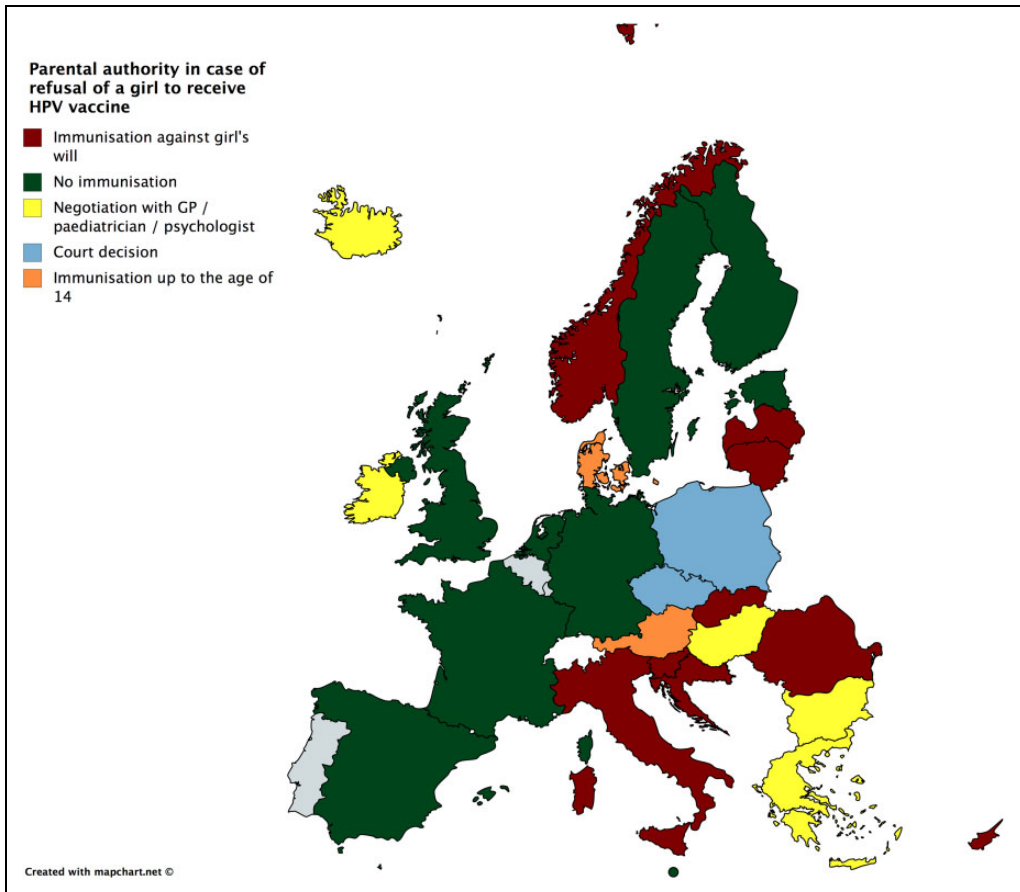 Parental authority in case of
refusal of a girl to receive
HPV vaccine
Immunisation against girl's
will
No immunisation
Negotiation with GP /
paediatrician / psychologist
Court decision
Immunisation up to the age of
14
Created with mapchart.net ©